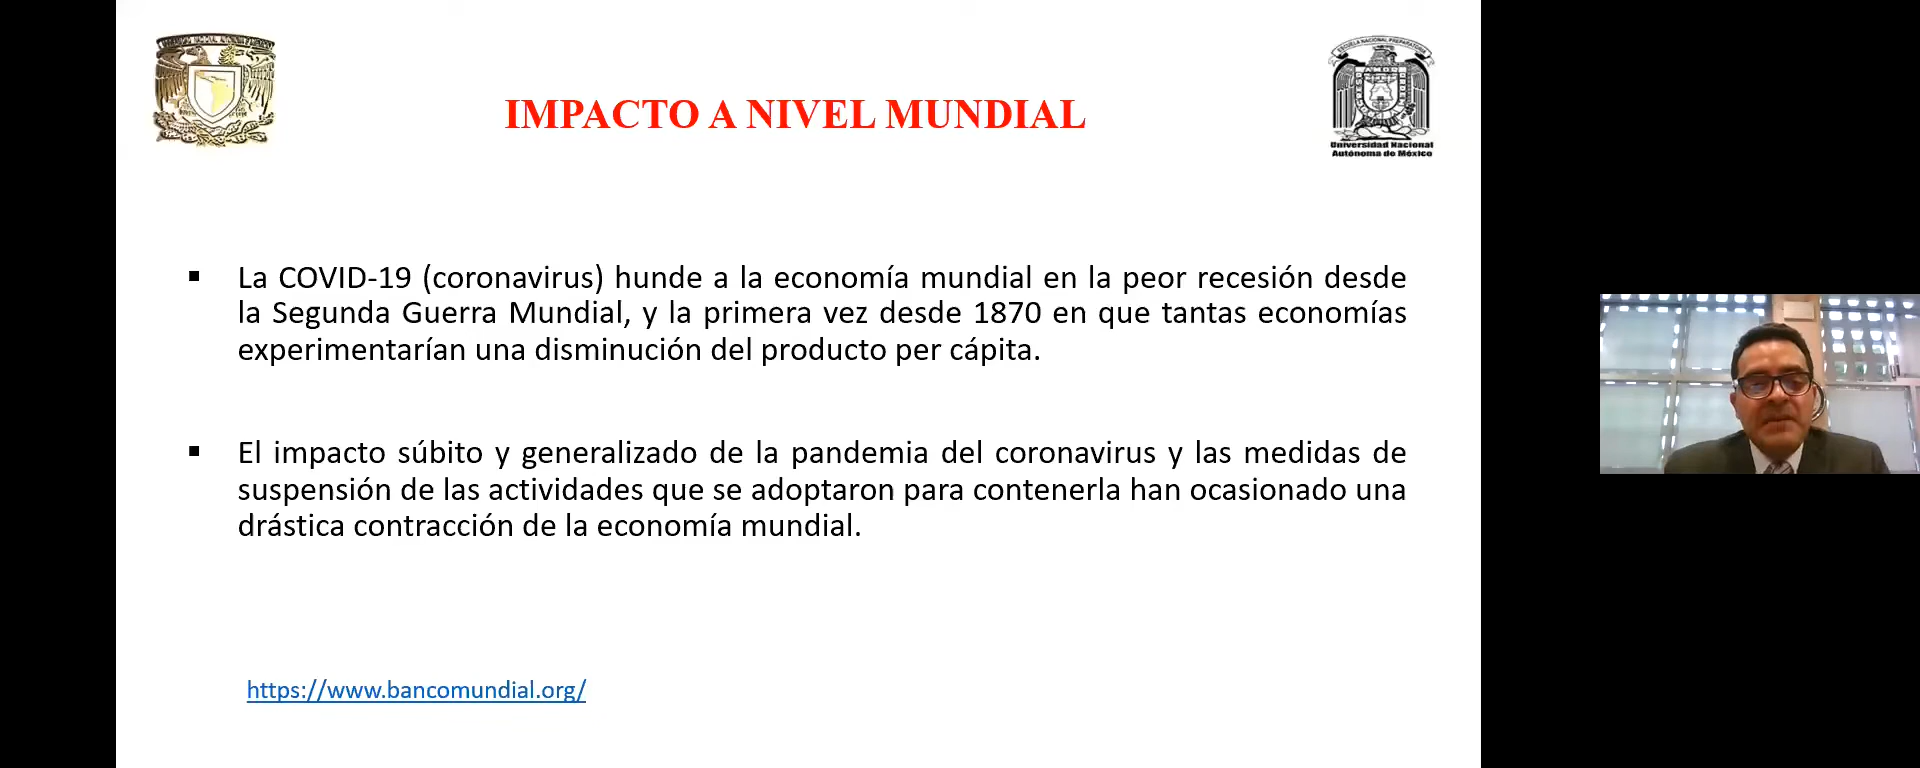 IMPACTO A NIVEL MUNDIAL
ESCUELA NACIONAL PREPARATORIA
Universidad Nacional
Autónoma de México
▪ La COVID-19 (coronavirus) hunde a la economía mundial en la peor recesión desde
la Segunda Guerra Mundial, y la primera vez desde 1870 en que tantas economías
experimentarían una disminución del producto per cápita.
▪ El impacto súbito y generalizado de la pandemia del coronavirus y las medidas de
suspensión de las actividades que se adoptaron para contenerla han ocasionado una
drástica contracción de la economía mundial.
https://www.bancomundial.org/